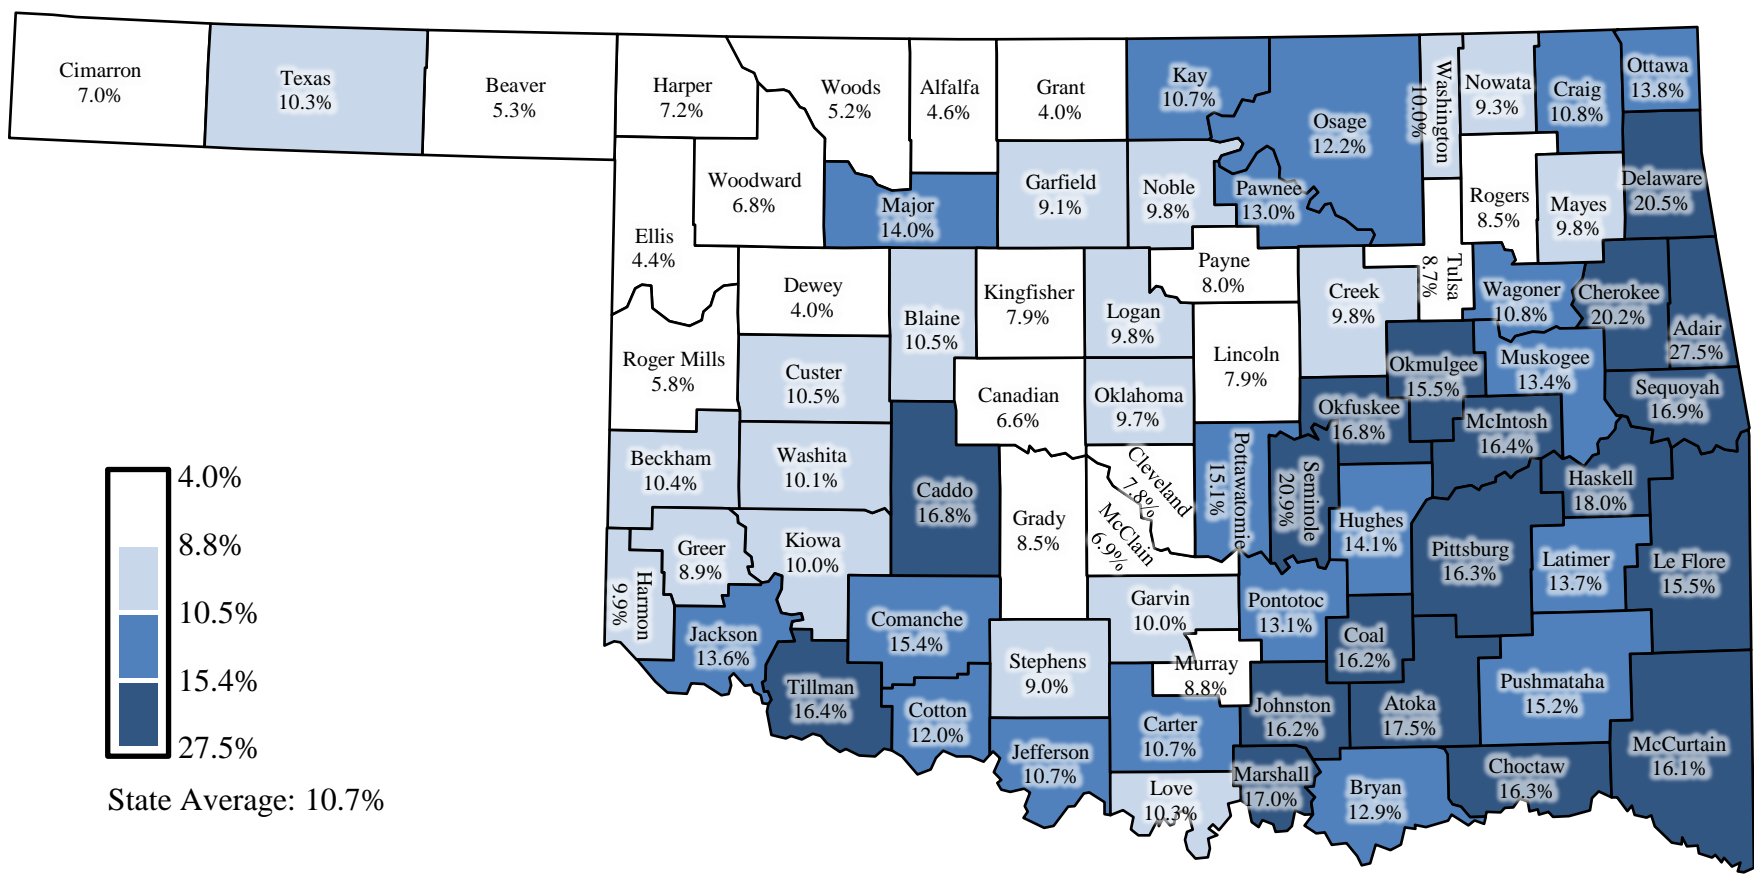 Cimarron
7.0%
Texas
10.3%
Beaver
5.3%
Harper
7.2%
Woods
5.2%
Alfalfa
4.6%
Grant
4.0%
Kay
10.7%
Osage
12.2%
Washington
10.0%
Nowata
9.3%
Craig
10.8%
Ottawa
13.8%
Woodward
6.8%
Major
14.0%
Garfield
9.1%
Noble
9.8%
Pawnee
13.0%
Rogers
8.5%
Mayes
9.8%
Delaware
20.5%
Ellis
4.4%
Dewey
4.0%
Blaine
10.5%
Kingfisher
7.9%
Logan
9.8%
Payne
8.0%
Creek
9.8%
Tulsa
8.7%
Wagoner
10.8%
Cherokee
20.2%
Adair
27.5%
Roger Mills
5.8%
Custer
10.5%
Canadian
6.6%
Oklahoma
9.7%
Lincoln
7.9%
Okmulgee
15.5%
Muskogee
13.4%
Sequoyah
16.9%
Okfuskee
16.8%
McIntosh
16.4%
Beckham
10.4%
Washita
10.1%
Caddo
16.8%
Grady
8.5%
Cleveland
7.8%
McClain
6.9%
Pottawatomie
15.1%
Seminole
20.9%
Hughes
14.1%
Haskell
18.0%
Pittsburg
16.3%
Latimer
13.7%
Le Flore
15.5%
Harmon
9.9%
Greer
8.9%
Kiowa
10.0%
Jackson
13.6%
Comanche
15.4%
Garvin
10.0%
Pontotoc
13.1%
Coal
16.2%
Tillman
16.4%
Cotton
12.0%
Stephens
9.0%
Murray
8.8%
Johnston
16.2%
Atoka
17.5%
Pushmataha
15.2%
Jefferson
10.7%
Carter
10.7%
Love
10.3%
Marshall
17.0%
Bryan
12.9%
Choctaw
16.3%
McCurtain
16.1%
4.0%
8.8%
10.5%
15.4%
27.5%
State Average: 10.7%